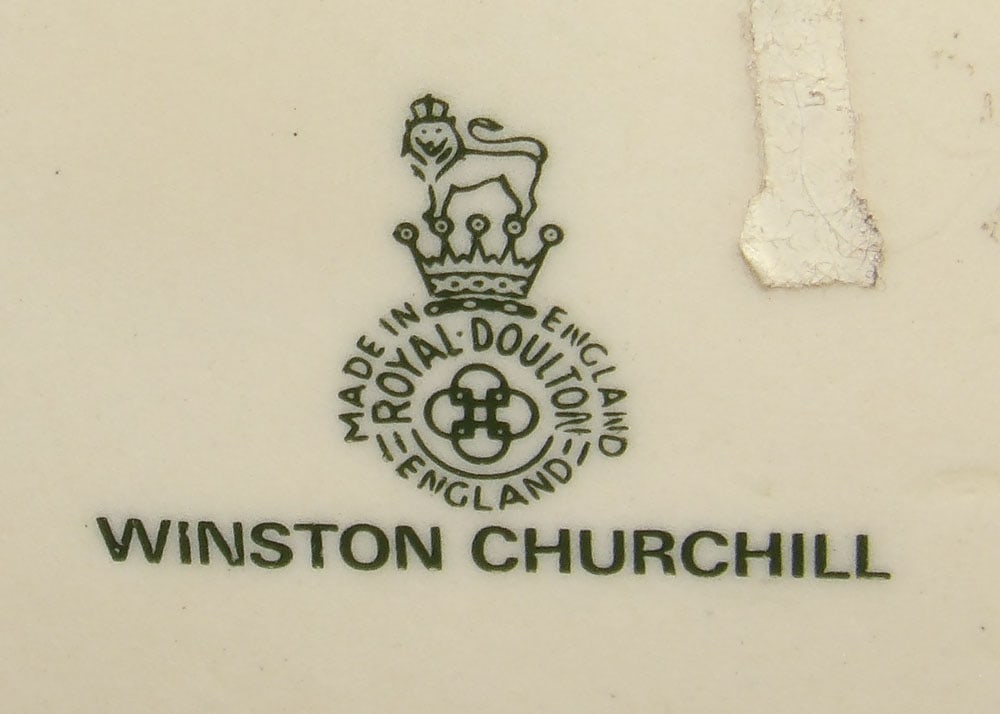 MADE IN ENGLAND
ROYAL·DOULTON
ENGLAND
WINSTON CHURCHILL